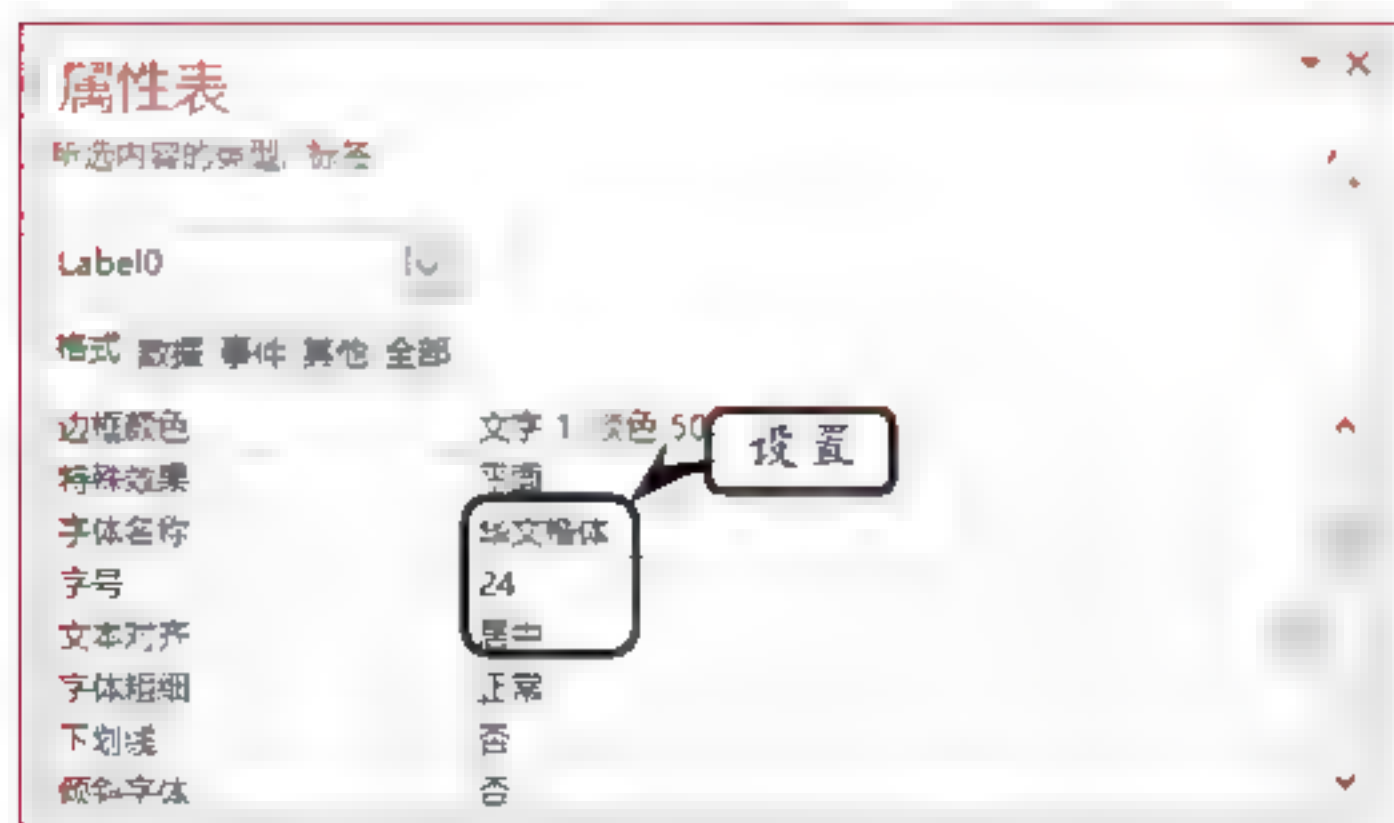 属性表
所选内容的类型: 标签
Label0
格式 数据 事件 其他 全部
边框颜色 文字 1, 淡色 50
设置
特殊效果 平面
字体名称 华文楷体
字号 24
文本对齐 居中
字体粗细 正常
下划线 否
倾斜字体 否